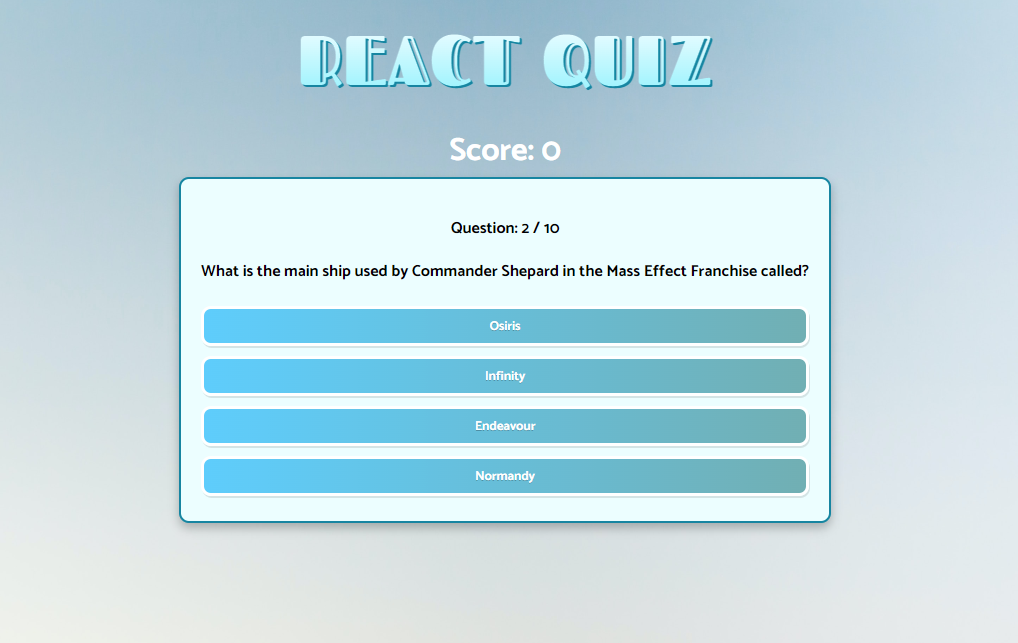 REACT QUIZ
Score: 0
Question: 2 / 10
What is the main ship used by Commander Shepard in the Mass Effect Franchise called?
Osiris
Infinity
Endeavour
Normandy